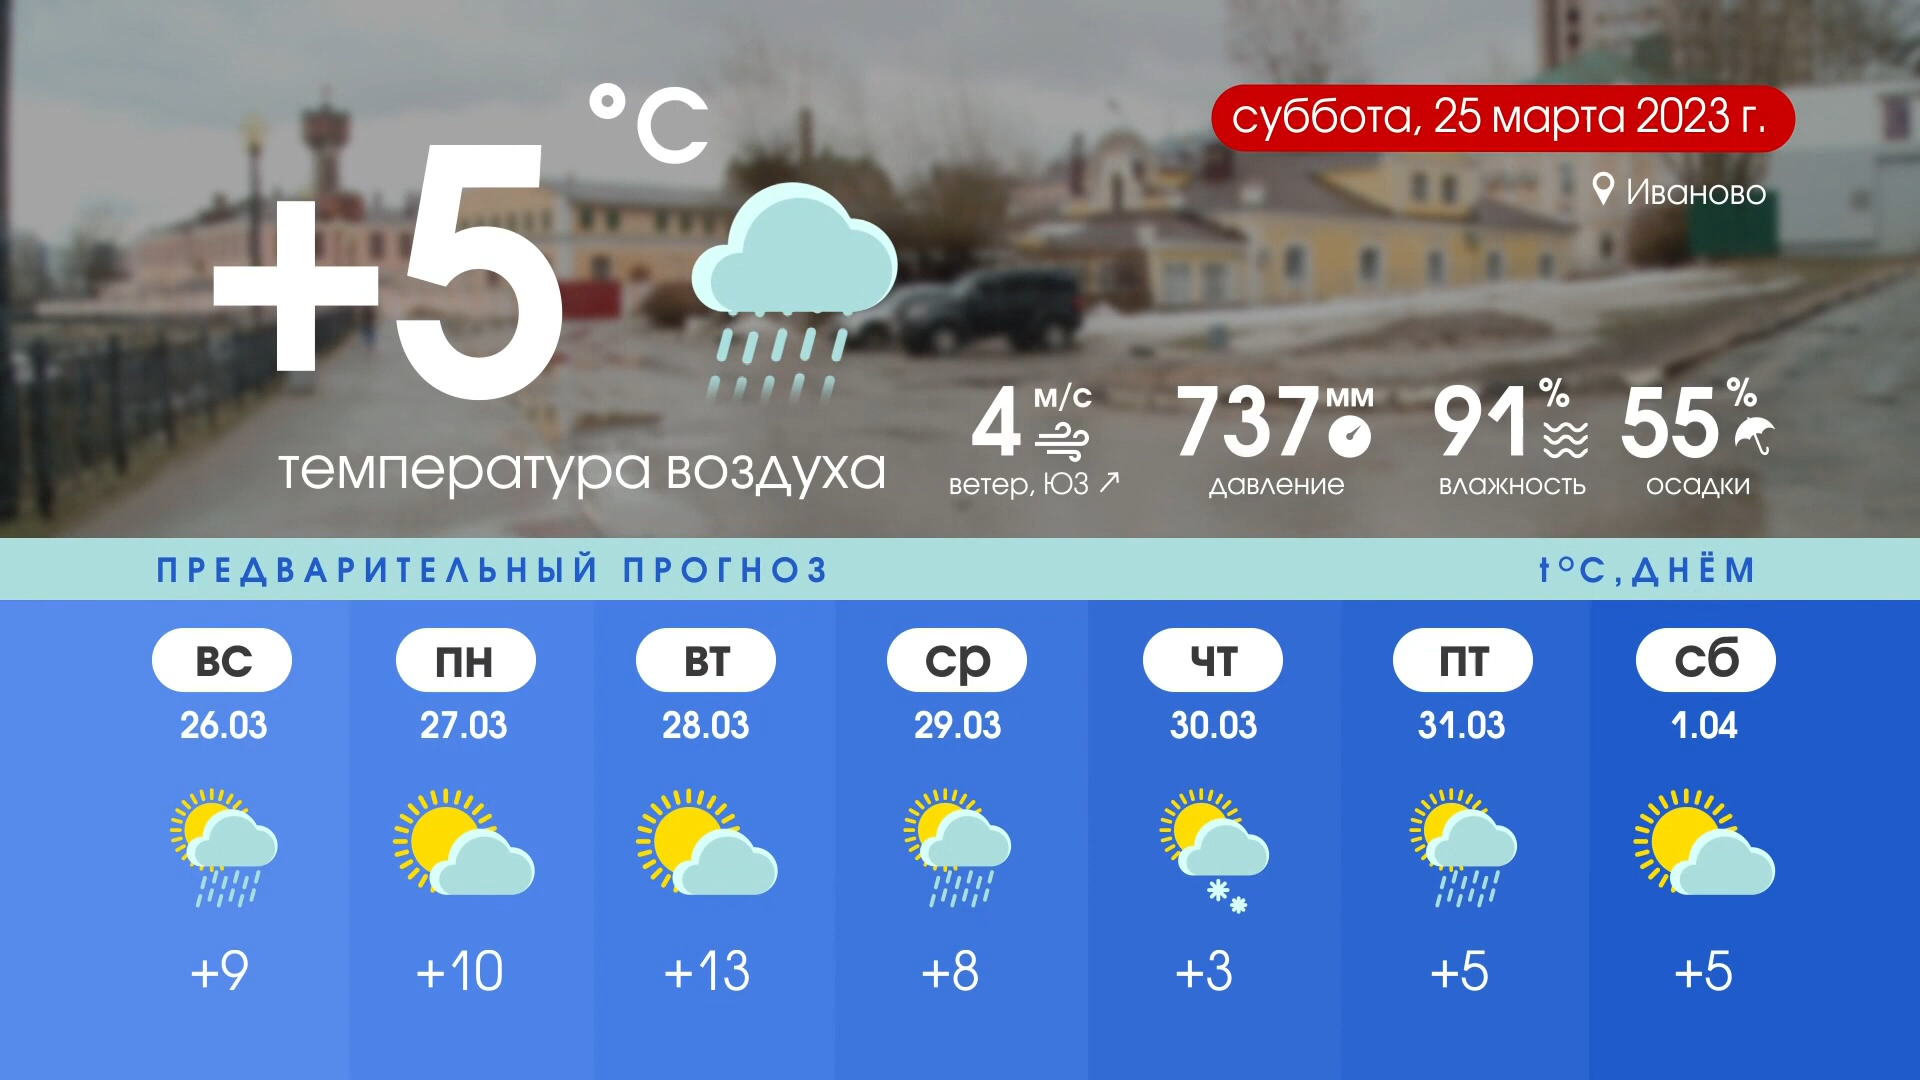 +5 °C
температура воздуха
суббота, 25 марта 2023 г.
Иваново
4 м/с
ветер, ЮЗ ↗
737 мм
давление
91 %
влажность
55 %
осадки
ПРЕДВАРИТЕЛЬНЫЙ ПРОГНОЗ
t°C, ДНЁМ
вс пн вт ср чт пт сб
26.03 27.03 28.03 29.03 30.03 31.03 1.04
+9 +10 +13 +8 +3 +5 +5